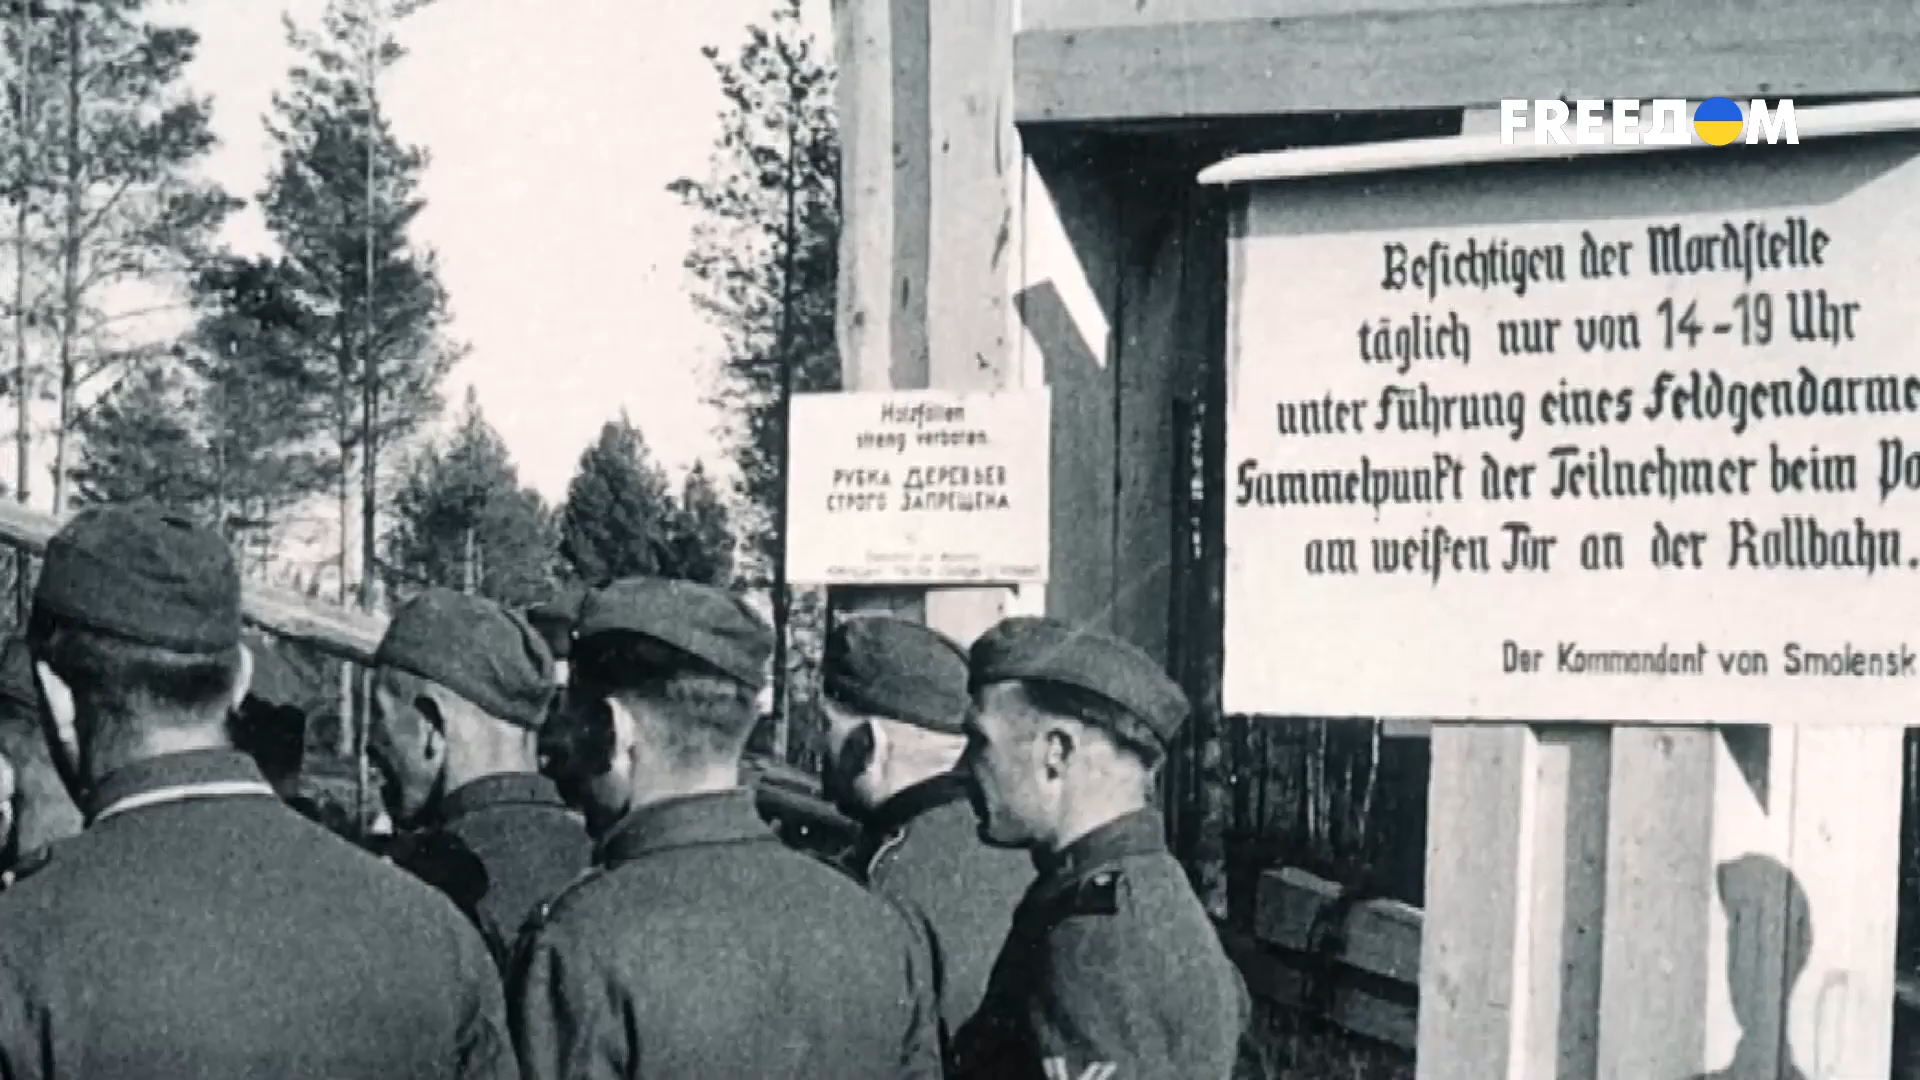 FREEДOM
Besichtigen der Mordstelle
täglich nur von 14-19 Uhr
unter Führung eines Feldgendarme
Sammelpunkt der Teilnehmer beim Po
am weißen Tor an der Rollbahn.
Der Kommandant von Smolensk
Holzfällen
streng verboten.
РУБКА ДЕРЕВЬЕВ
СТРОГО ЗАПРЕЩЕНА